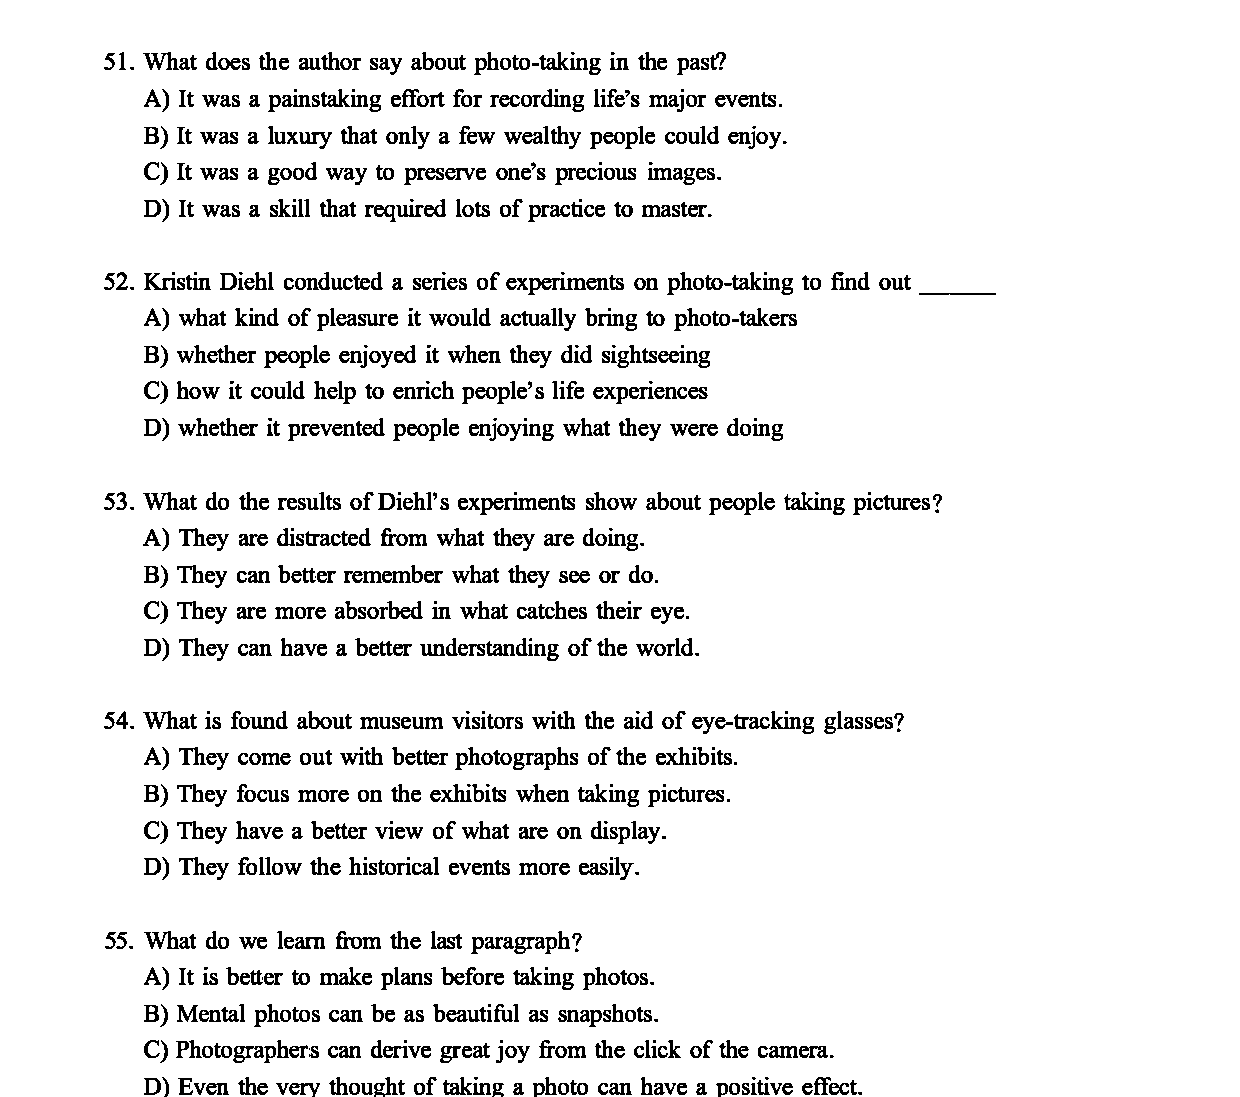 51. What does the author say about photo-taking in the past?
A) It was a painstaking effort for recording life's major events.
B) It was a luxury that only a few wealthy people could enjoy.
C) It was a good way to preserve one's precious images.
D) It was a skill that required lots of practice to master.
52. Kristin Diehl conducted a series of experiments on photo-taking to find out ______
A) what kind of pleasure it would actually bring to photo-takers
B) whether people enjoyed it when they did sightseeing
C) how it could help to enrich people's life experiences
D) whether it prevented people enjoying what they were doing
53. What do the results of Diehl's experiments show about people taking pictures?
A) They are distracted from what they are doing.
B) They can better remember what they see or do.
C) They are more absorbed in what catches their eye.
D) They can have a better understanding of the world.
54. What is found about museum visitors with the aid of eye-tracking glasses?
A) They come out with better photographs of the exhibits.
B) They focus more on the exhibits when taking pictures.
C) They have a better view of what are on display.
D) They follow the historical events more easily.
55. What do we learn from the last paragraph?
A) It is better to make plans before taking photos.
B) Mental photos can be as beautiful as snapshots.
C) Photographers can derive great joy from the click of the camera.
D) Even the very thought of taking a photo can have a positive effect.